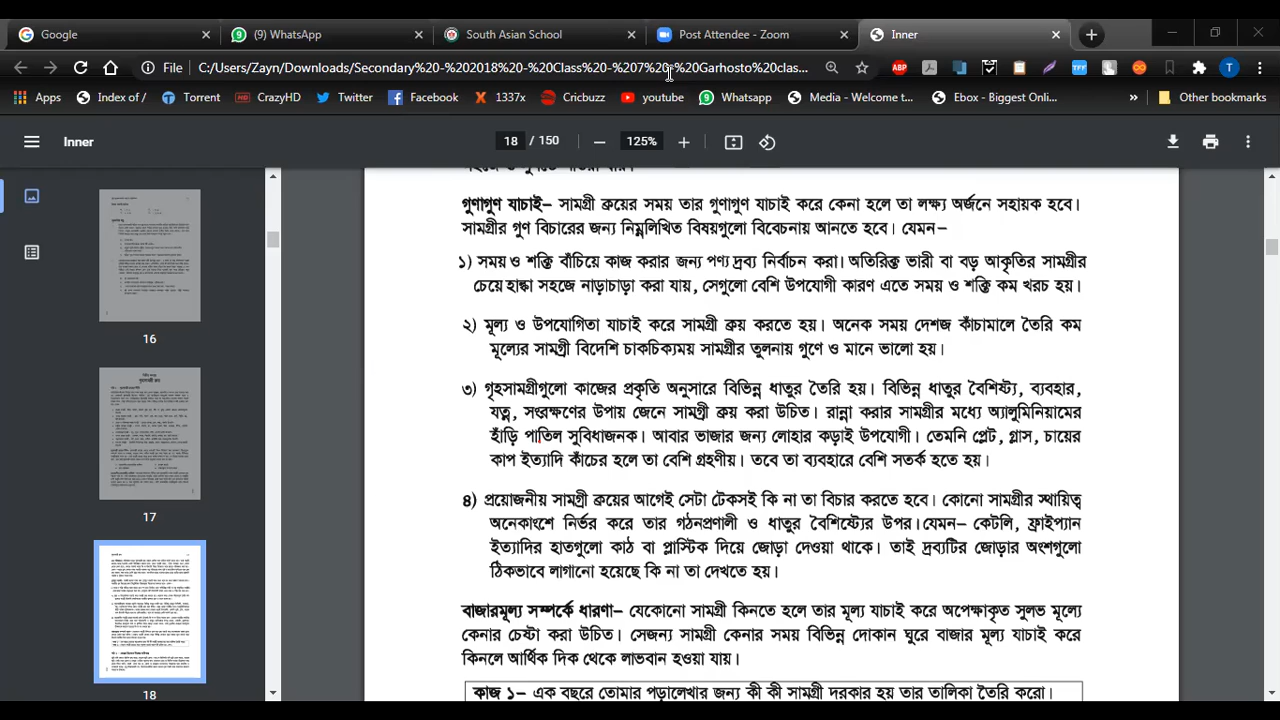 Google
(9) WhatsApp
South Asian School
Post Attendee - Zoom
Inner
File C:/Users/Zayn/Downloads/Secondary%20-%202018%20-%20Class%20-%207%20r%20Garhosto%20clas...
ABP
TFF
T
Apps Index of / Torrent CrazyHD Twitter Facebook 1337x Cricbuzz youtube Whatsapp Media - Welcome t... Ebox - Biggest Onli... » Other bookmarks
Inner 18 / 150 125%
16
17
18
গুণাগুণ যাচাই– সামগ্রী ক্রয়ের সময় তার গুণাগুণ যাচাই করে কেনা হলে তা লক্ষ্য অর্জনে সহায়ক হবে।
সামগ্রীর গুণ বিচারের জন্য নিম্নলিখিত বিষয়গুলো বিবেচনায় আনতে হবে। যেমন–
১) সময় ও শক্তি বাঁচিয়ে কাজ করার জন্য পণ্য দ্রব্য নির্বাচন করা। অতিরিক্ত ভারী বা বড় আকৃতির সামগ্রীর
চেয়ে হাল্কা সহজে নাড়াচাড়া করা যায়, সেগুলো বেশি উপযোগী কারণ এতে সময় ও শক্তি কম খরচ হয়।
২) মূল্য ও উপযোগিতা যাচাই করে সামগ্রী ক্রয় করতে হয়। অনেক সময় দেশজ কাঁচামালে তৈরি কম
মূল্যের সামগ্রী বিদেশি চাকচিক্যময় সামগ্রীর তুলনায় গুণে ও মানে ভালো হয়।
৩) গৃহসামগ্রীগুলো কাজের প্রকৃতি অনুসারে বিভিন্ন ধাতুর তৈরি হয়। বিভিন্ন ধাতুর বৈশিষ্ট্য, ব্যবহার,
যত্ন, সংরক্ষণের উপায় জেনে সামগ্রী ক্রয় করা উচিত। রান্না করার সামগ্রীর মধ্যে অ্যালুমিনিয়ামের
হাঁড়ি পাতিল সুবিধাজনক। আবার ভাজার জন্য লোহার কড়াই উপযোগী। তেমনি প্লেট, গ্লাস, চায়ের
কাপ ইত্যাদি কাঁচের হলে তা বেশি গ্রহণীয়। তবে তা ব্যবহারে বেশি সতর্ক হতে হয়।
৪) প্রয়োজনীয় সামগ্রী ক্রয়ের আগেই সেটা টেকসই কি না তা বিচার করতে হবে। কোনো সামগ্রীর স্থায়িত্ব
অনেকাংশে নির্ভর করে তার গঠনপ্রণালী ও ধাতুর বৈশিষ্ট্যের উপর। যেমন– কেটলি, ফ্রাইপ্যান
ইত্যাদির হাতগুলো কাঠ বা প্লাস্টিক দিয়ে জোড়া দেওয়া থাকে। তাই দ্রব্যটির জোড়ার অংশগুলো
ঠিকভাবে লাগানো হয়েছে কি না তা দেখতে হয়।
বাজারমূল্য সম্পর্কে ধারণা– যেকোনো সামগ্রী কিনতে হলে তার মূল্য যাচাই করে অপেক্ষাকৃত সুলভ মূল্যে
কেনার চেষ্টা করা উচিত। সেজন্য সামগ্রী কেনার সময় বিভিন্ন দোকান ঘুরে বাজার মূল্য যাচাই করে
কিনলে আর্থিক দিক থেকে লাভবান হওয়া যায়।
কাজ ১– এক বছরে তোমার পড়ালেখার জন্য কী কী সামগ্রী দরকার হয় তার তালিকা তৈরি করো।